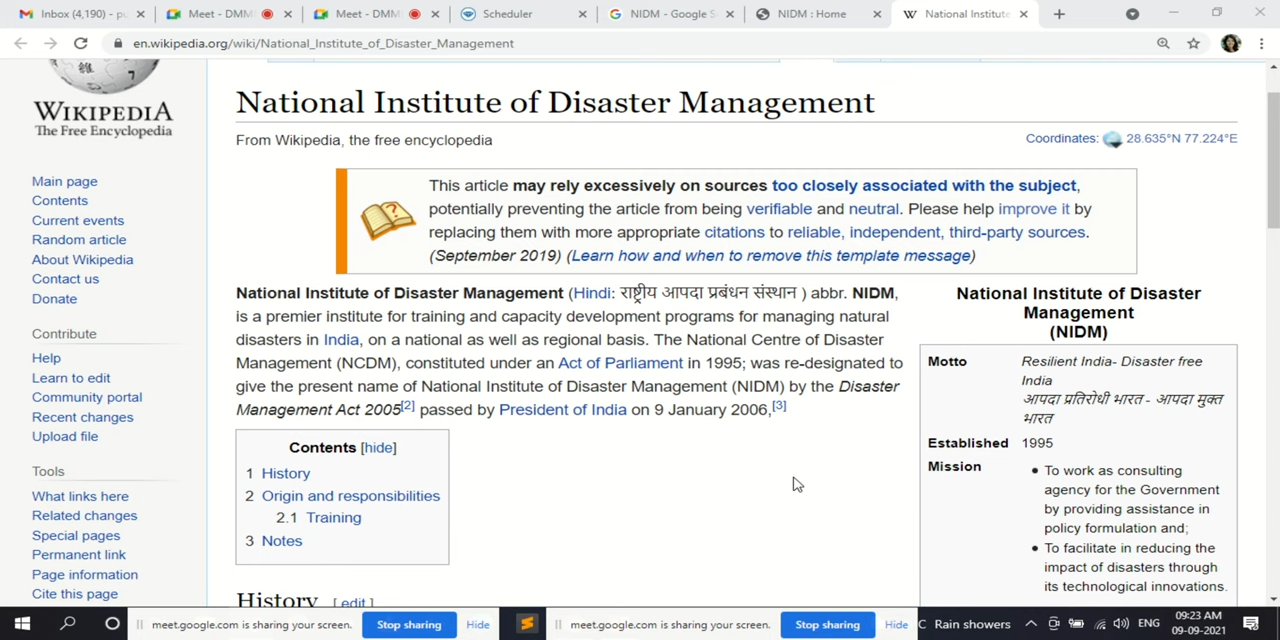 Inbox (4,190) - pu
Meet - DMM
Meet - DMM
Scheduler
NIDM - Google S
NIDM : Home
National Institute
en.wikipedia.org/wiki/National_Institute_of_Disaster_Management
WIKIPEDIA
The Free Encyclopedia
Main page
Contents
Current events
Random article
About Wikipedia
Contact us
Donate
Contribute
Help
Learn to edit
Community portal
Recent changes
Upload file
Tools
What links here
Related changes
Special pages
Permanent link
Page information
Cite this page
National Institute of Disaster Management
From Wikipedia, the free encyclopedia
Coordinates: 28.635°N 77.224°E
This article may rely excessively on sources too closely associated with the subject,
potentially preventing the article from being verifiable and neutral. Please help improve it by
replacing them with more appropriate citations to reliable, independent, third-party sources.
(September 2019) (Learn how and when to remove this template message)
National Institute of Disaster Management (Hindi: राष्ट्रीय आपदा प्रबंधन संस्थान ) abbr. NIDM,
is a premier institute for training and capacity development programs for managing natural
disasters in India, on a national as well as regional basis. The National Centre of Disaster
Management (NCDM), constituted under an Act of Parliament in 1995; was re-designated to
give the present name of National Institute of Disaster Management (NIDM) by the Disaster
Management Act 2005[2] passed by President of India on 9 January 2006,[3]
Contents [hide]
1 History
2 Origin and responsibilities
2.1 Training
3 Notes
History [ edit ]
National Institute of Disaster
Management
(NIDM)
Motto Resilient India- Disaster free
India
आपदा प्रतिरोधी भारत - आपदा मुक्त
भारत
Established 1995
Mission
• To work as consulting
agency for the Government
by providing assistance in
policy formulation and;
• To facilitate in reducing the
impact of disasters through
its technological innovations.
meet.google.com is sharing your screen. Stop sharing Hide
meet.google.com is sharing your screen. Stop sharing Hide
Rain showers
ENG
09:23 AM
09-09-2021